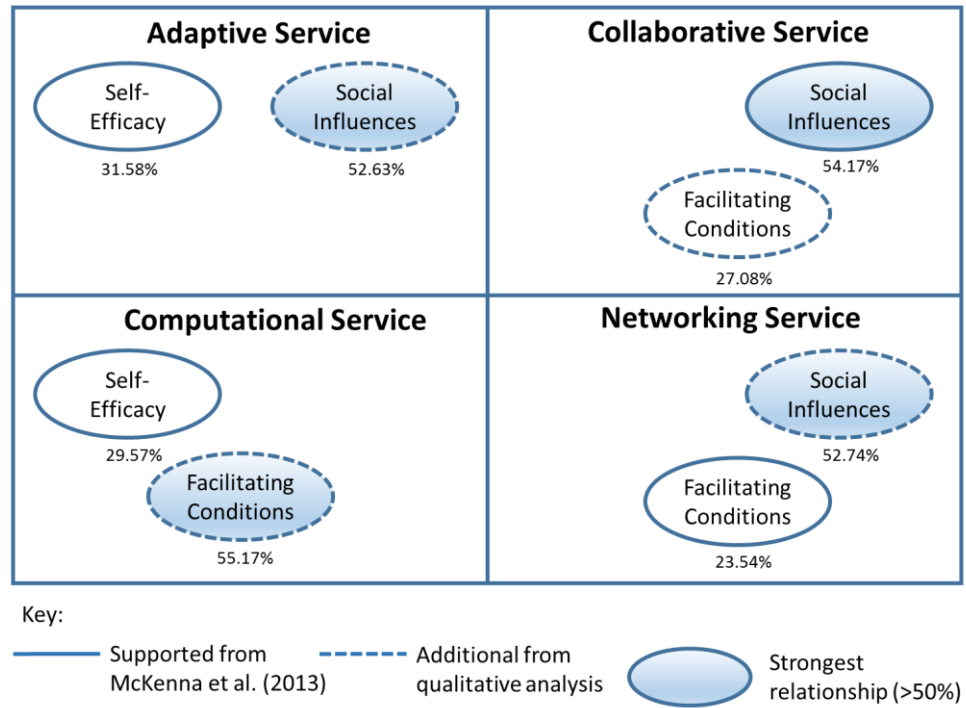 Adaptive Service
Self-
Efficacy
31.58%
Social
Influences
52.63%
Collaborative Service
Social
Influences
54.17%
Facilitating
Conditions
27.08%
Computational Service
Self-
Efficacy
29.57%
Facilitating
Conditions
55.17%
Networking Service
Social
Influences
52.74%
Facilitating
Conditions
23.54%
Key:
Supported from
McKenna et al. (2013)
Additional from
qualitative analysis
Strongest
relationship (>50%)